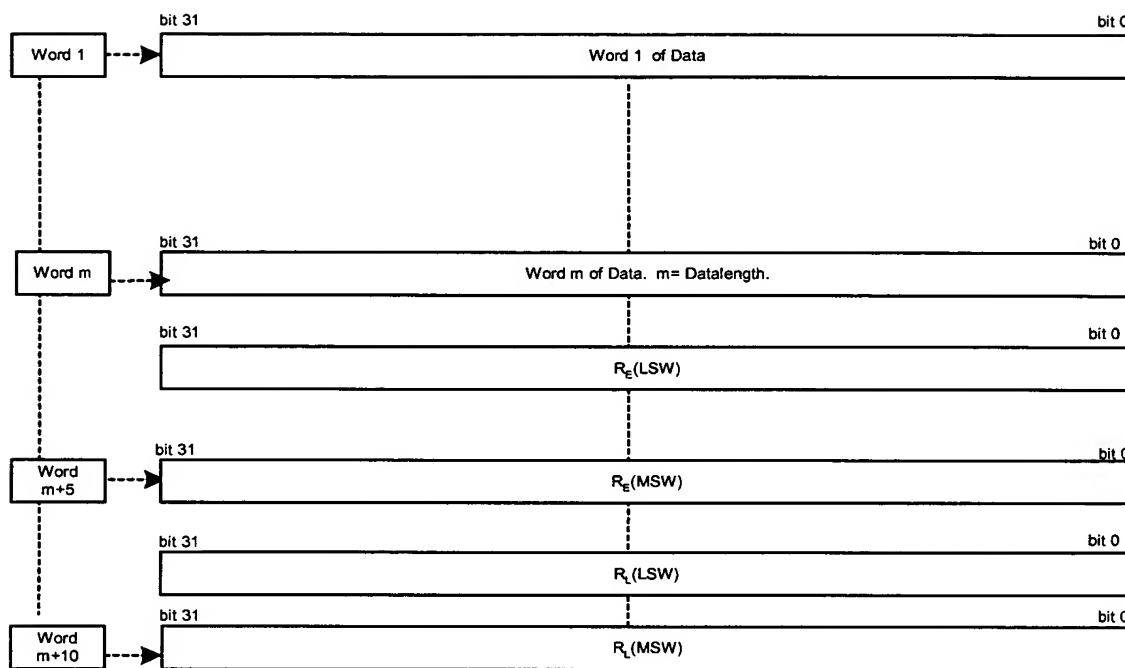 bit 31 bit 0
Word 1 Word 1 of Data
bit 31 bit 0
Word m Word m of Data. m= Datalength.
bit 31 bit 0
R_E(LSW)
bit 31 bit 0
Word
m+5 R_E(MSW)
bit 31 bit 0
R_L(LSW)
bit 31 bit 0
Word
m+10 R_L(MSW)